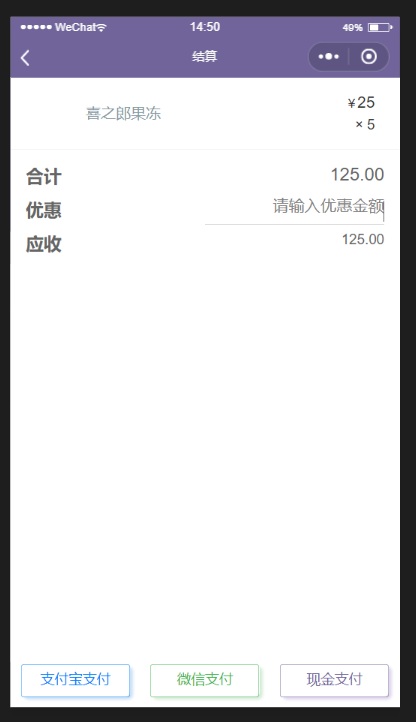 WeChat 14:50 49%
结算
喜之郎果冻 ¥25
× 5
合计 125.00
优惠 请输入优惠金额
应收 125.00
支付宝支付 微信支付 现金支付